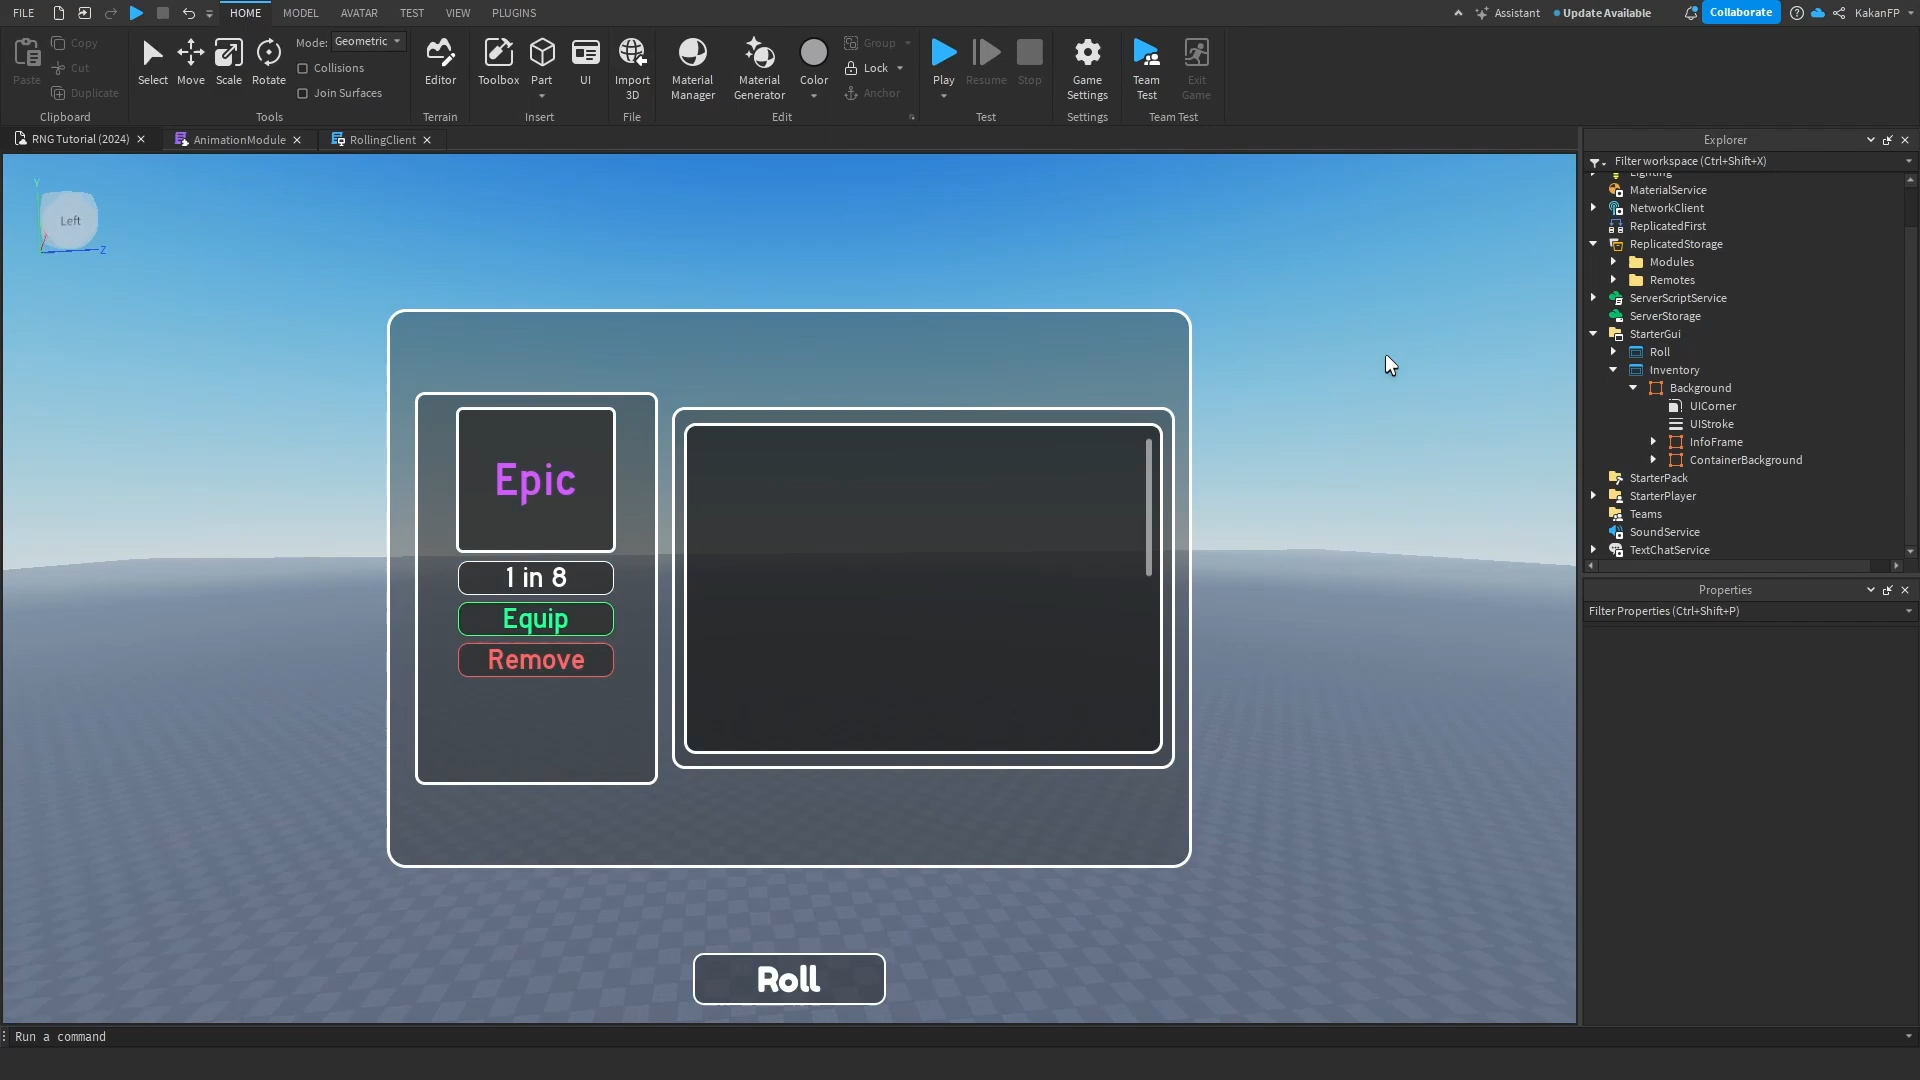 FILE HOME MODEL AVATAR TEST VIEW PLUGINS Assistant Update Available Collaborate KakanFP
Paste Copy Cut Duplicate
Clipboard
Select Move Scale Rotate Mode: Geometric Collisions Join Surfaces
Tools
Editor
Terrain
Toolbox Part UI
Insert
Import 3D
File
Material Manager Material Generator Color Group Lock Anchor
Edit
Play Resume Stop
Test
Game Settings
Settings
Team Test Exit Game
Team Test
RNG Tutorial (2024) AnimationModule RollingClient
Left
Y
Z
Epic
1 in 8
Equip
Remove
Roll
Explorer
Filter workspace (Ctrl+Shift+X)
Lighting
MaterialService
NetworkClient
ReplicatedFirst
ReplicatedStorage
Modules
Remotes
ServerScriptService
ServerStorage
StarterGui
Roll
Inventory
Background
UICorner
UIStroke
InfoFrame
ContainerBackground
StarterPack
StarterPlayer
Teams
SoundService
TextChatService
Properties
Filter Properties (Ctrl+Shift+P)
Run a command